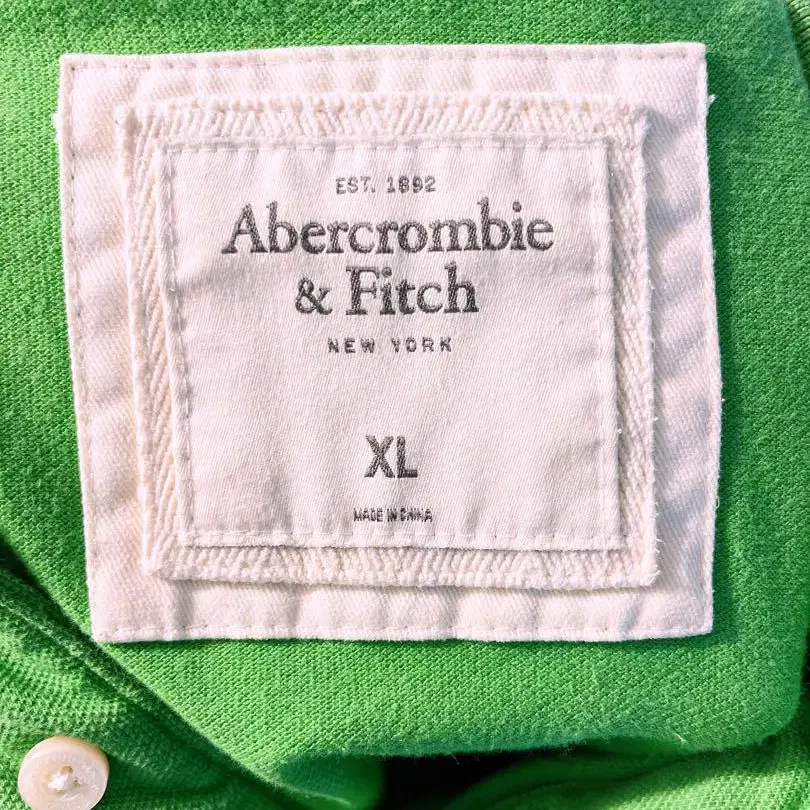 EST. 1892
Abercrombie
& Fitch
NEW YORK
XL
MADE IN CHINA